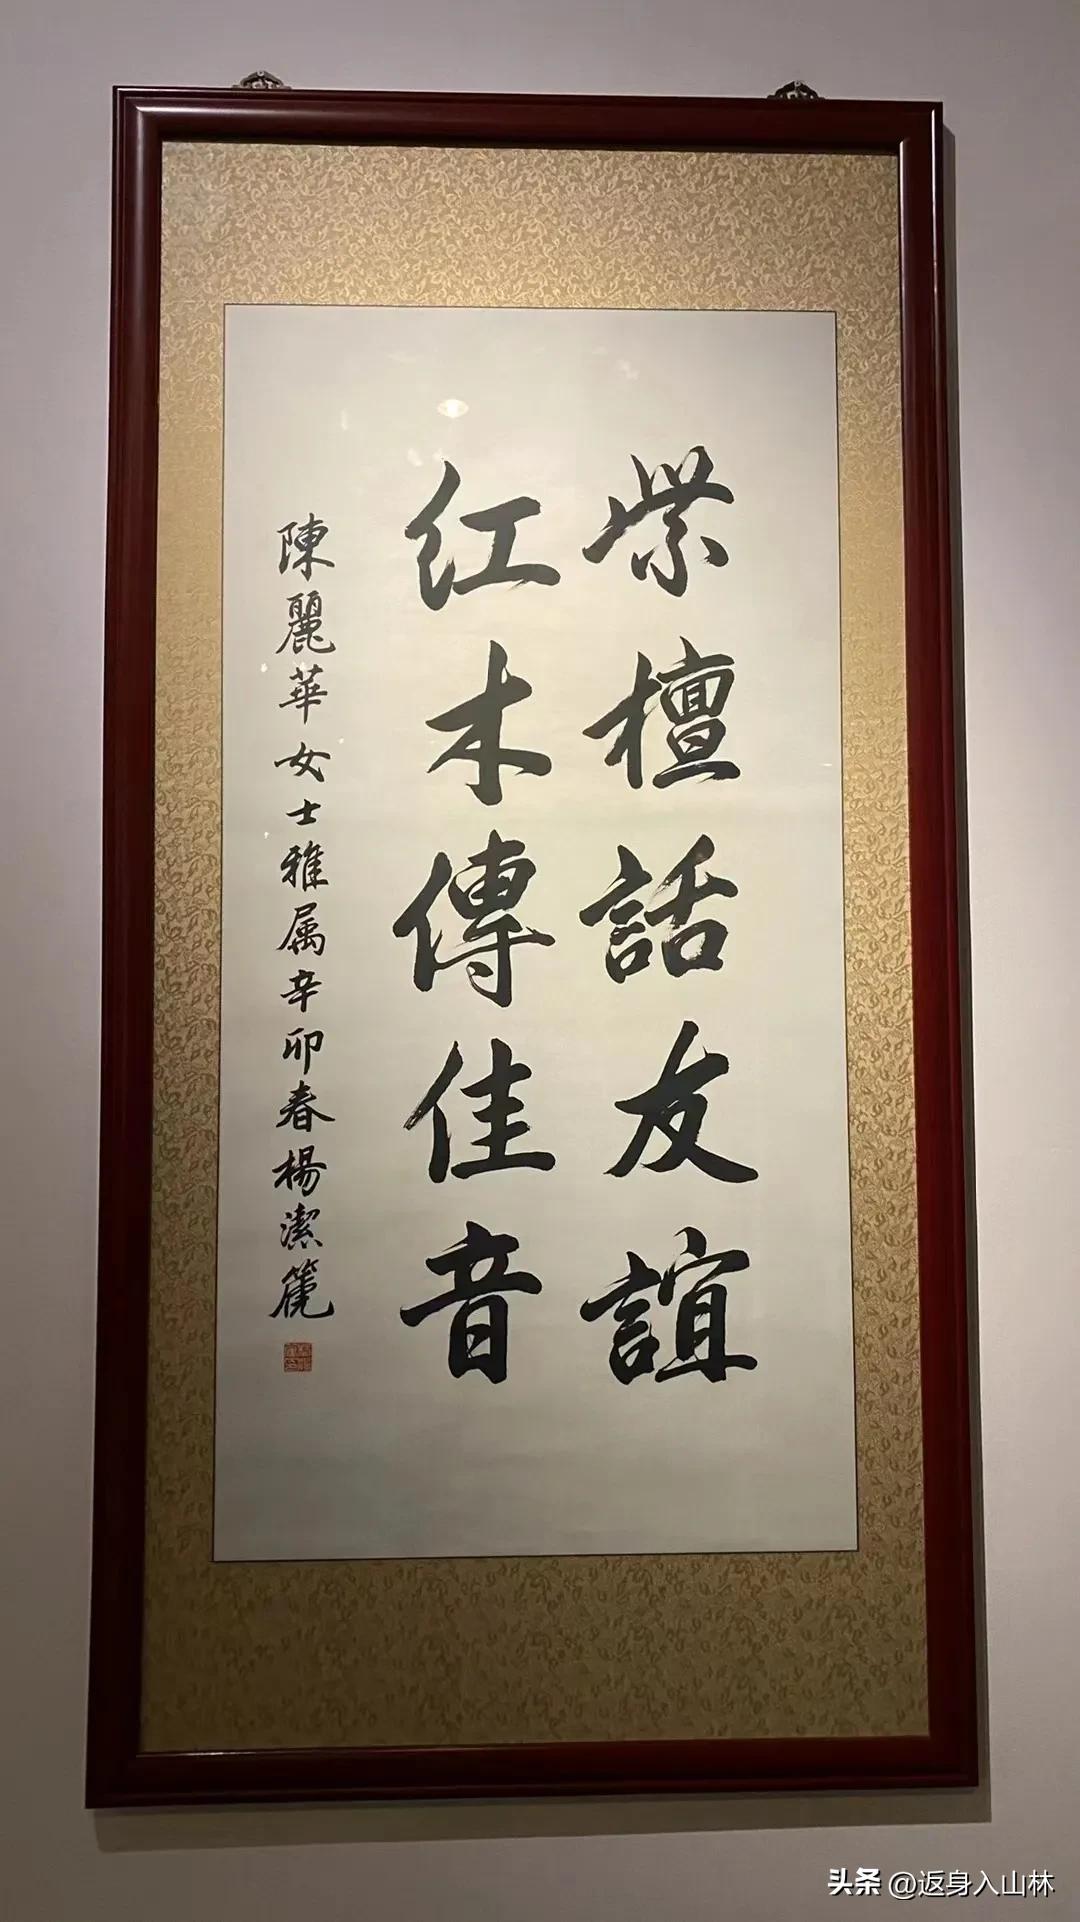 紫檀話友誼
红木傳佳音
陳麗華女士雅属辛卯春楊潔篪
头条 @返身入山林